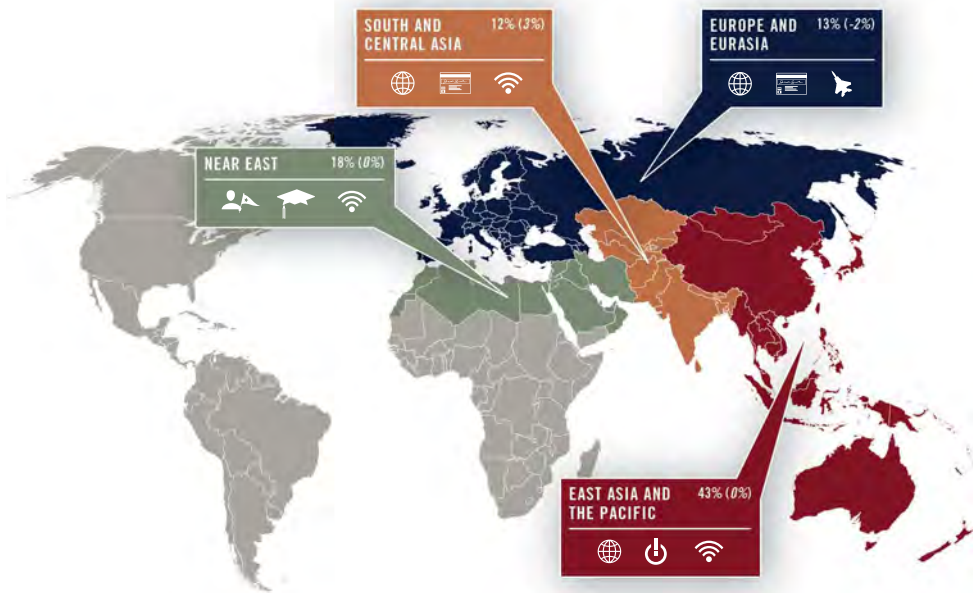 SOUTH AND 12% (3%)
CENTRAL ASIA
EUROPE AND 13% (-2%)
EURASIA
NEAR EAST 18% (0%)
EAST ASIA AND 43% (0%)
THE PACIFIC